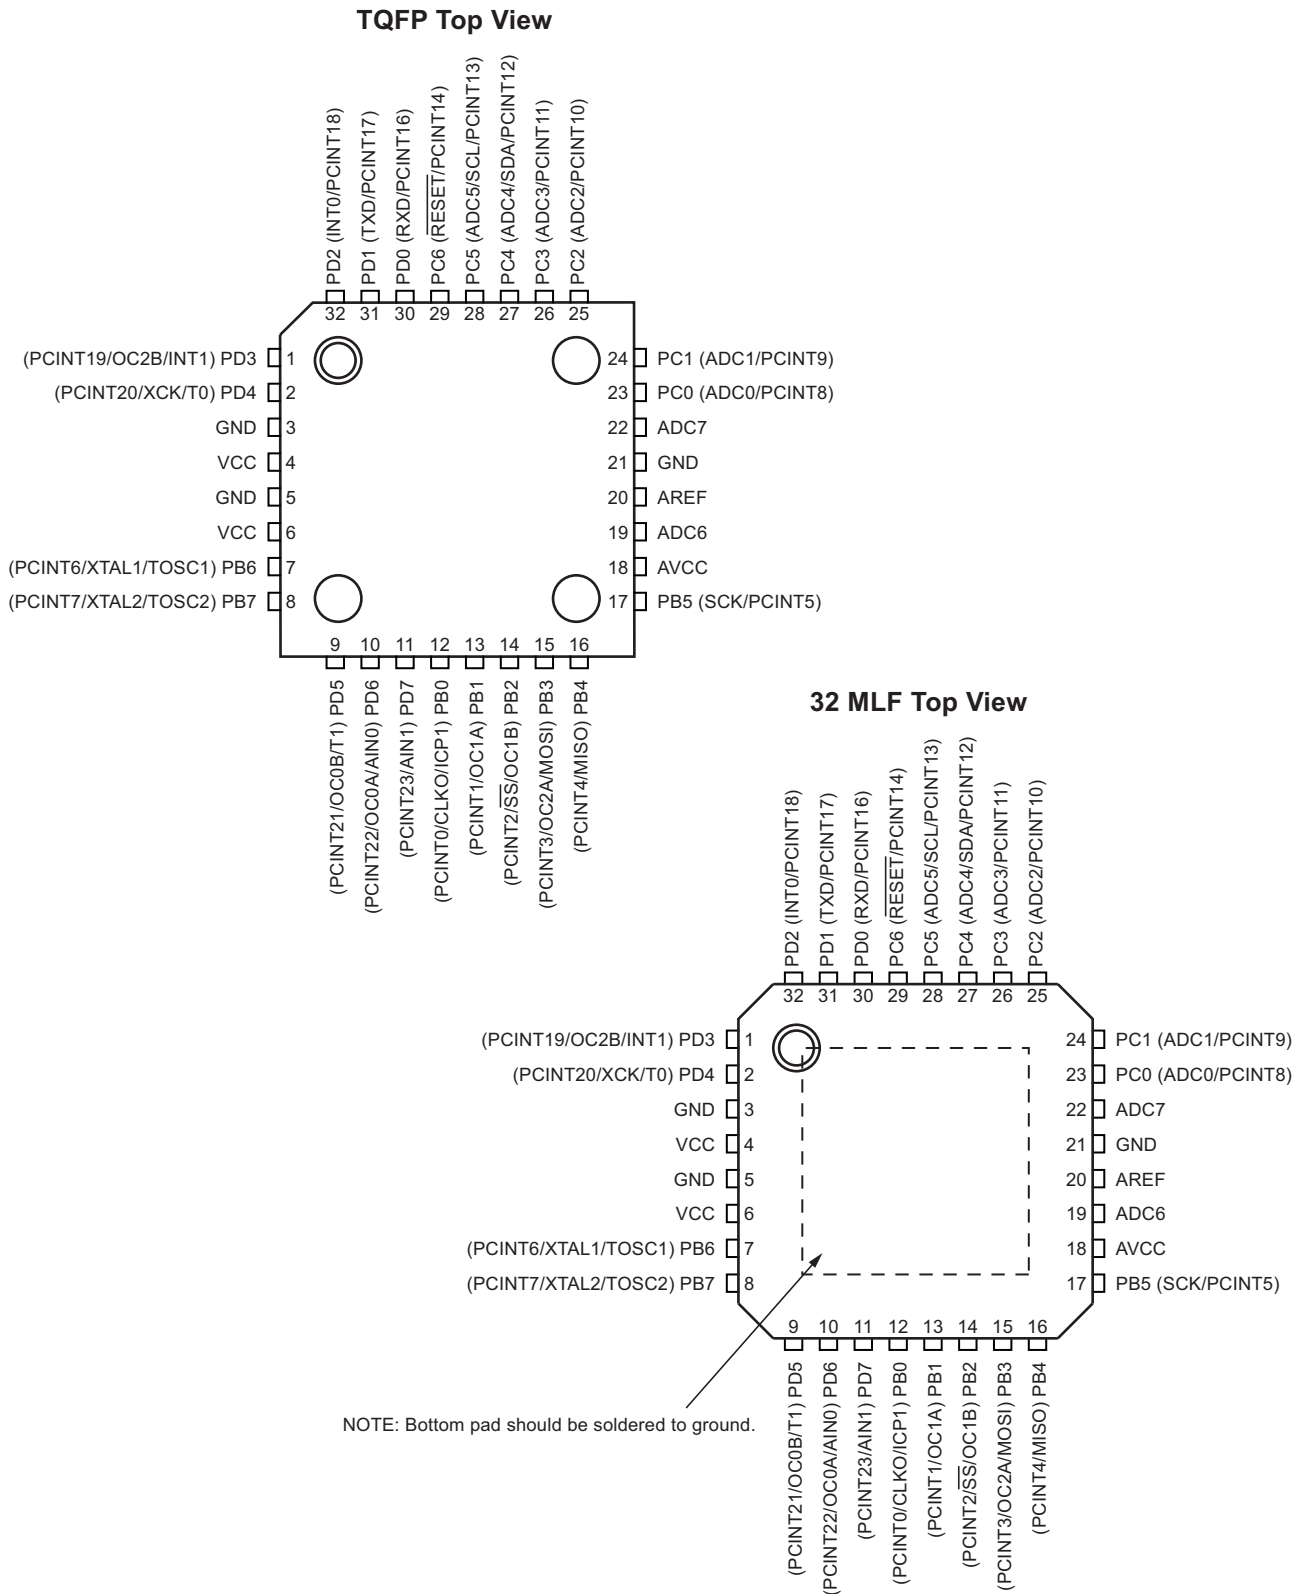 TQFP Top View
PD2 (INT0/PCINT18)
PD1 (TXD/PCINT17)
PD0 (RXD/PCINT16)
PC6 (RESET/PCINT14)
PC5 (ADC5/SCL/PCINT13)
PC4 (ADC4/SDA/PCINT12)
PC3 (ADC3/PCINT11)
PC2 (ADC2/PCINT10)
32 31 30 29 28 27 26 25
(PCINT19/OC2B/INT1) PD3 1
(PCINT20/XCK/T0) PD4 2
GND 3
VCC 4
GND 5
VCC 6
(PCINT6/XTAL1/TOSC1) PB6 7
(PCINT7/XTAL2/TOSC2) PB7 8
24 PC1 (ADC1/PCINT9)
23 PC0 (ADC0/PCINT8)
22 ADC7
21 GND
20 AREF
19 ADC6
18 AVCC
17 PB5 (SCK/PCINT5)
9 10 11 12 13 14 15 16
(PCINT21/OC0B/T1) PD5
(PCINT22/OC0A/AIN0) PD6
(PCINT23/AIN1) PD7
(PCINT0/CLKO/ICP1) PB0
(PCINT1/OC1A) PB1
(PCINT2/SS/OC1B) PB2
(PCINT3/OC2A/MOSI) PB3
(PCINT4/MISO) PB4
32 MLF Top View
PD2 (INT0/PCINT18)
PD1 (TXD/PCINT17)
PD0 (RXD/PCINT16)
PC6 (RESET/PCINT14)
PC5 (ADC5/SCL/PCINT13)
PC4 (ADC4/SDA/PCINT12)
PC3 (ADC3/PCINT11)
PC2 (ADC2/PCINT10)
32 31 30 29 28 27 26 25
(PCINT19/OC2B/INT1) PD3 1
(PCINT20/XCK/T0) PD4 2
GND 3
VCC 4
GND 5
VCC 6
(PCINT6/XTAL1/TOSC1) PB6 7
(PCINT7/XTAL2/TOSC2) PB7 8
24 PC1 (ADC1/PCINT9)
23 PC0 (ADC0/PCINT8)
22 ADC7
21 GND
20 AREF
19 ADC6
18 AVCC
17 PB5 (SCK/PCINT5)
9 10 11 12 13 14 15 16
(PCINT21/OC0B/T1) PD5
(PCINT22/OC0A/AIN0) PD6
(PCINT23/AIN1) PD7
(PCINT0/CLKO/ICP1) PB0
(PCINT1/OC1A) PB1
(PCINT2/SS/OC1B) PB2
(PCINT3/OC2A/MOSI) PB3
(PCINT4/MISO) PB4
NOTE: Bottom pad should be soldered to ground.